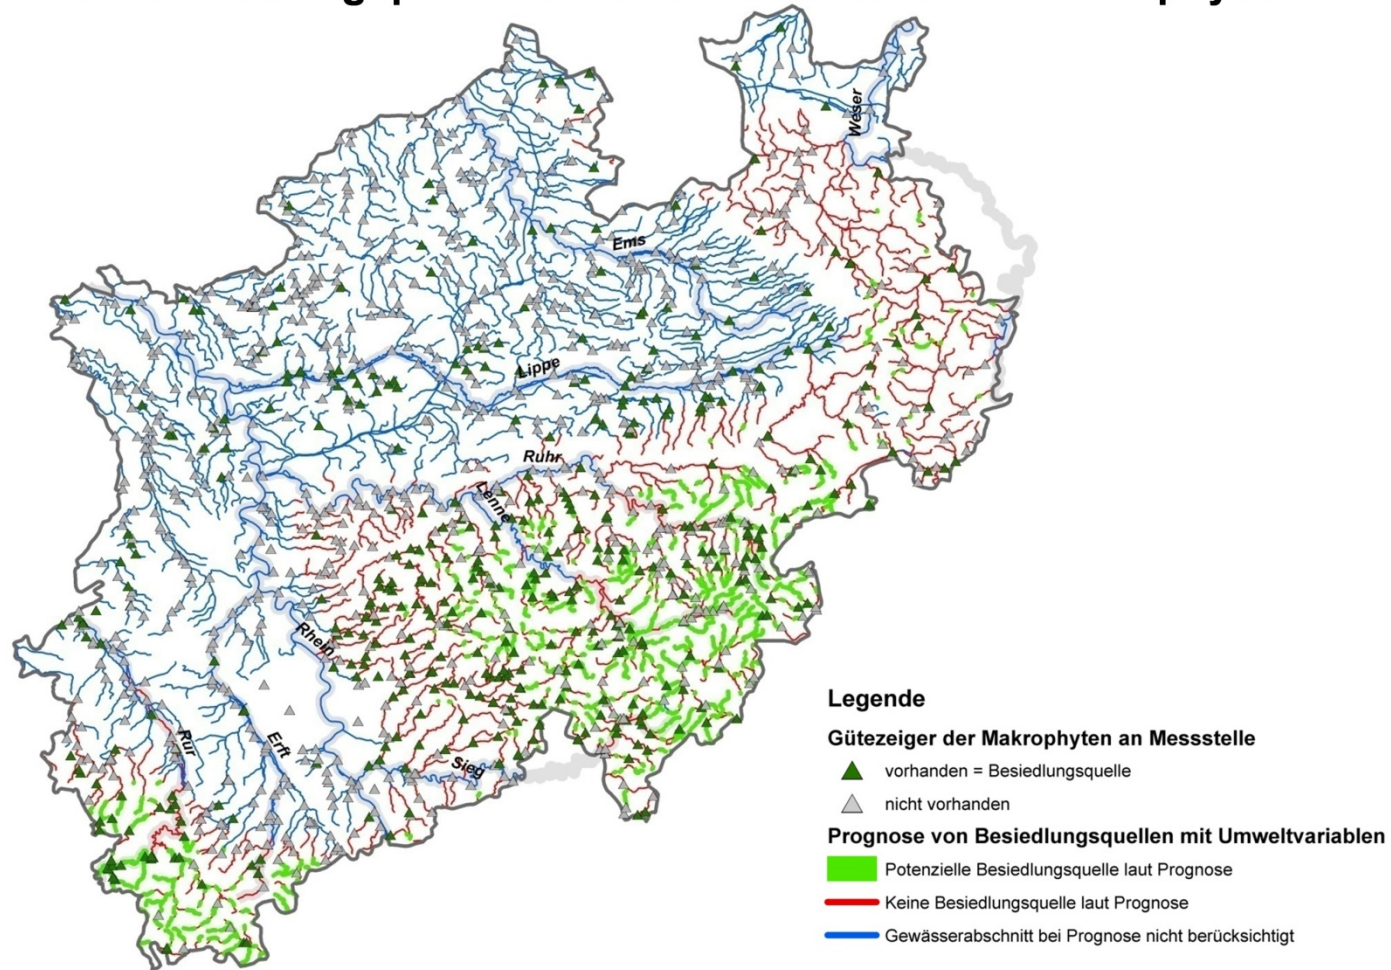 Weser
Ems
Lippe
Ruhr
Lenne
Rhein
Rur
Erft
Sieg
Legende
Gütezeiger der Makrophyten an Messstelle
vorhanden = Besiedlungsquelle
nicht vorhanden
Prognose von Besiedlungsquellen mit Umweltvariablen
Potenzielle Besiedlungsquelle laut Prognose
Keine Besiedlungsquelle laut Prognose
Gewässerabschnitt bei Prognose nicht berücksichtigt